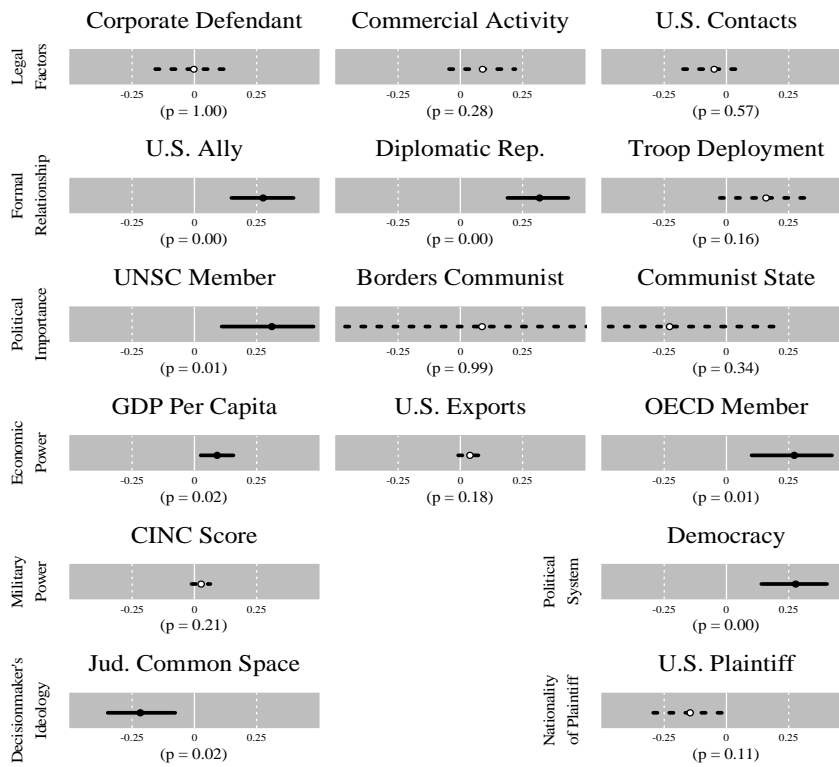 Corporate Defendant Commercial Activity U.S. Contacts
Legal
Factors
-0.25 0 0.25 -0.25 0 0.25 -0.25 0 0.25
(p = 1.00) (p = 0.28) (p = 0.57)
U.S. Ally Diplomatic Rep. Troop Deployment
Formal
Relationship
-0.25 0 0.25 -0.25 0 0.25 -0.25 0 0.25
(p = 0.00) (p = 0.00) (p = 0.16)
UNSC Member Borders Communist Communist State
Political
Importance
-0.25 0 0.25 -0.25 0 0.25 -0.25 0 0.25
(p = 0.01) (p = 0.99) (p = 0.34)
GDP Per Capita U.S. Exports OECD Member
Economic
Power
-0.25 0 0.25 -0.25 0 0.25 -0.25 0 0.25
(p = 0.02) (p = 0.18) (p = 0.01)
CINC Score Democracy
Military
Power
Political
System
-0.25 0 0.25 -0.25 0 0.25
(p = 0.21) (p = 0.00)
Jud. Common Space U.S. Plaintiff
Decisionmaker's
Ideology
Nationality
of Plaintiff
-0.25 0 0.25 -0.25 0 0.25
(p = 0.02) (p = 0.11)